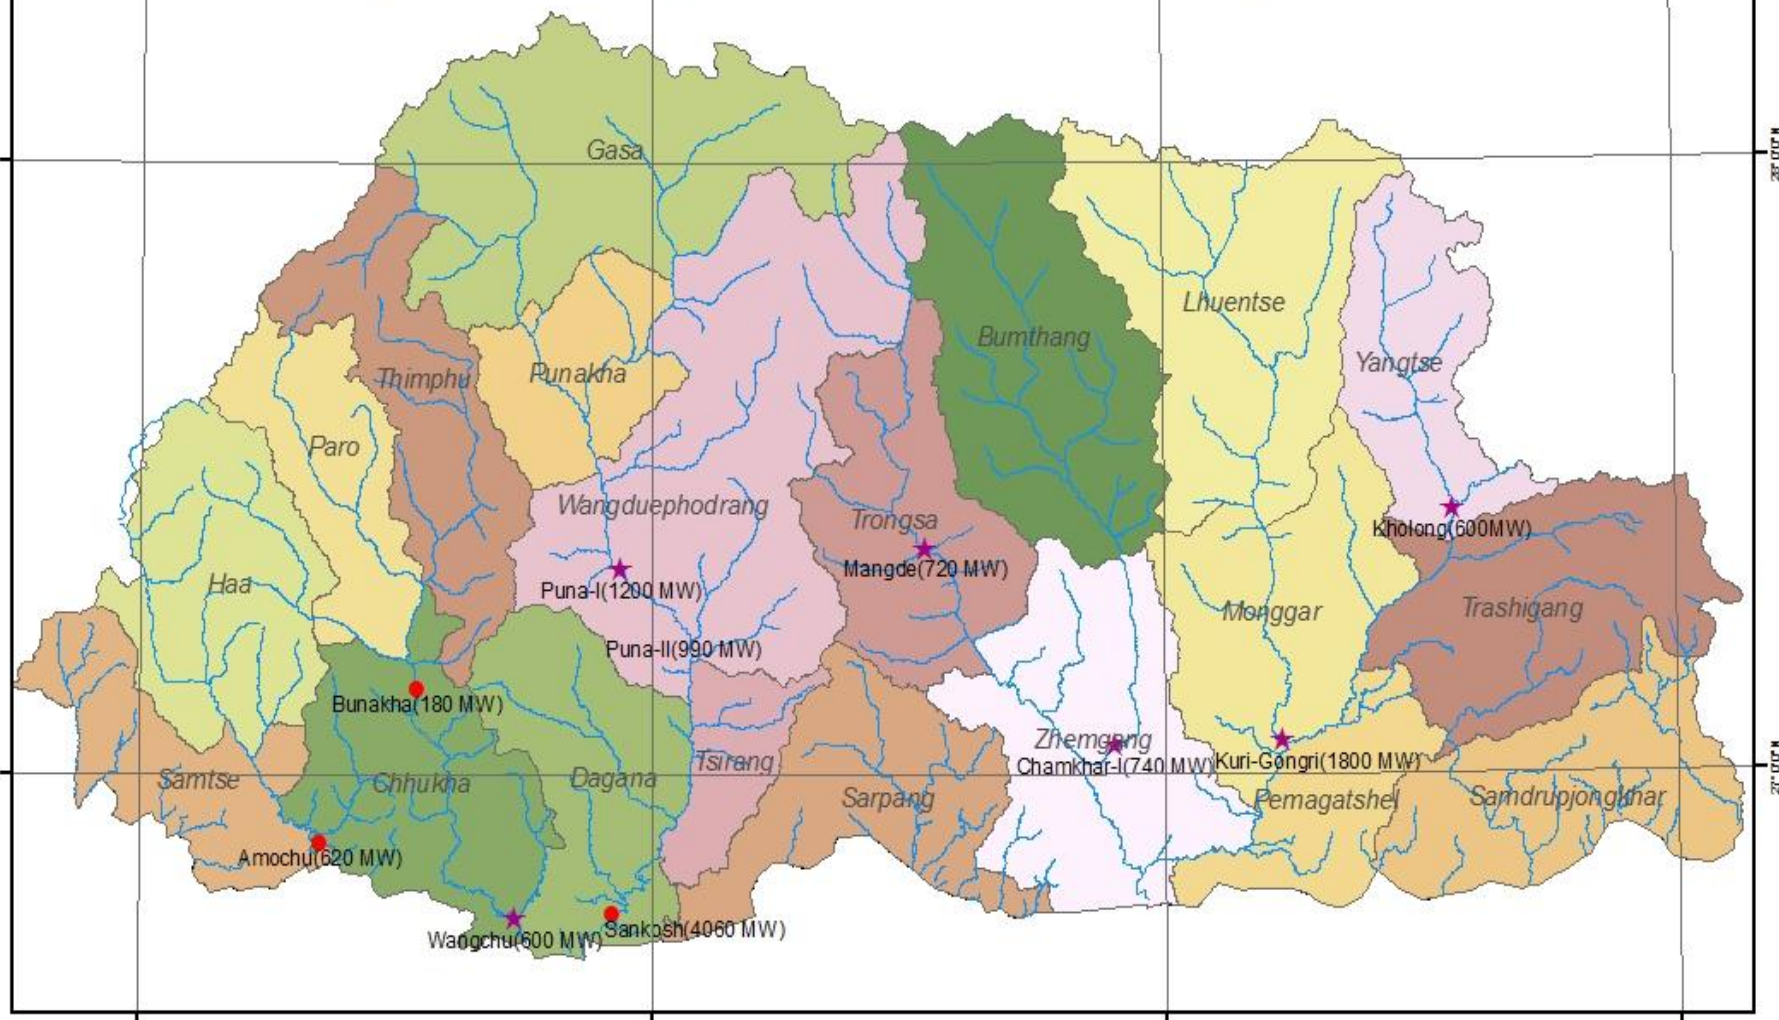 Gasa
Lhuentse
Bumthang
Yangtse
Thimphu
Punakha
Paro
Wangduephodrang
Trongsa
Kholong(600MW)
Mangde(720 MW)
Haa
Puna-I(1200 MW)
Monggar
Trashigang
Puna-II(990 MW)
Bunakha(180 MW)
Zhemgang
Tsirang
Chamkhar-I(740 MW)
Kuri-Gongri(1800 MW)
Samtse
Chhukha
Dagana
Sarpang
Pemagatshel
Samdrupjongkhar
Amochu(620 MW)
Sankosh(4060 MW)
Wangchu(600 MW)